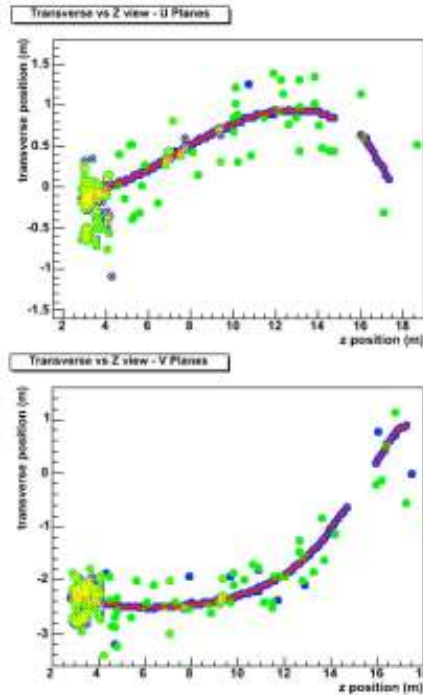 Transverse vs Z view - U Planes
transverse position (m)
1.5
1
0.5
0
-0.5
-1
-1.5
2 4 6 8 10 12 14 16 18
z position (m)
Transverse vs Z view - V Planes
transverse position (m)
1
0
-1
-2
-3
2 4 6 8 10 12 14 16 18
z position (m)